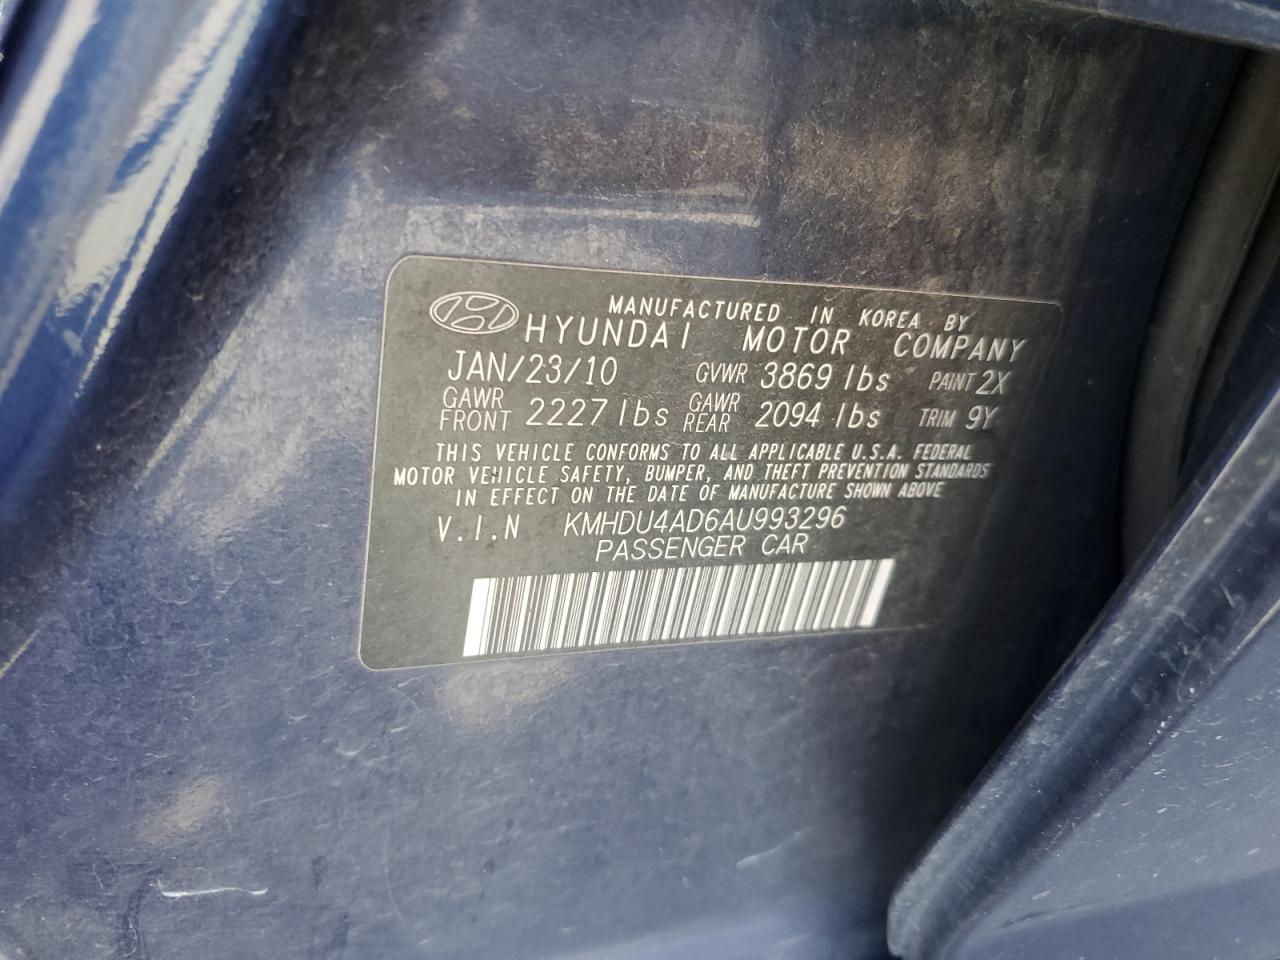 MANUFACTURED IN KOREA BY
HYUNDAI MOTOR COMPANY
JAN/23/10 GVWR 3869 lbs PAINT 2X
GAWR FRONT 2227 lbs GAWR REAR 2094 lbs TRIM 9Y
THIS VEHICLE CONFORMS TO ALL APPLICABLE U.S.A. FEDERAL
MOTOR VEHICLE SAFETY, BUMPER, AND THEFT PREVENTION STANDARDS
IN EFFECT ON THE DATE OF MANUFACTURE SHOWN ABOVE
V.I.N KMHDU4AD6AU993296
PASSENGER CAR